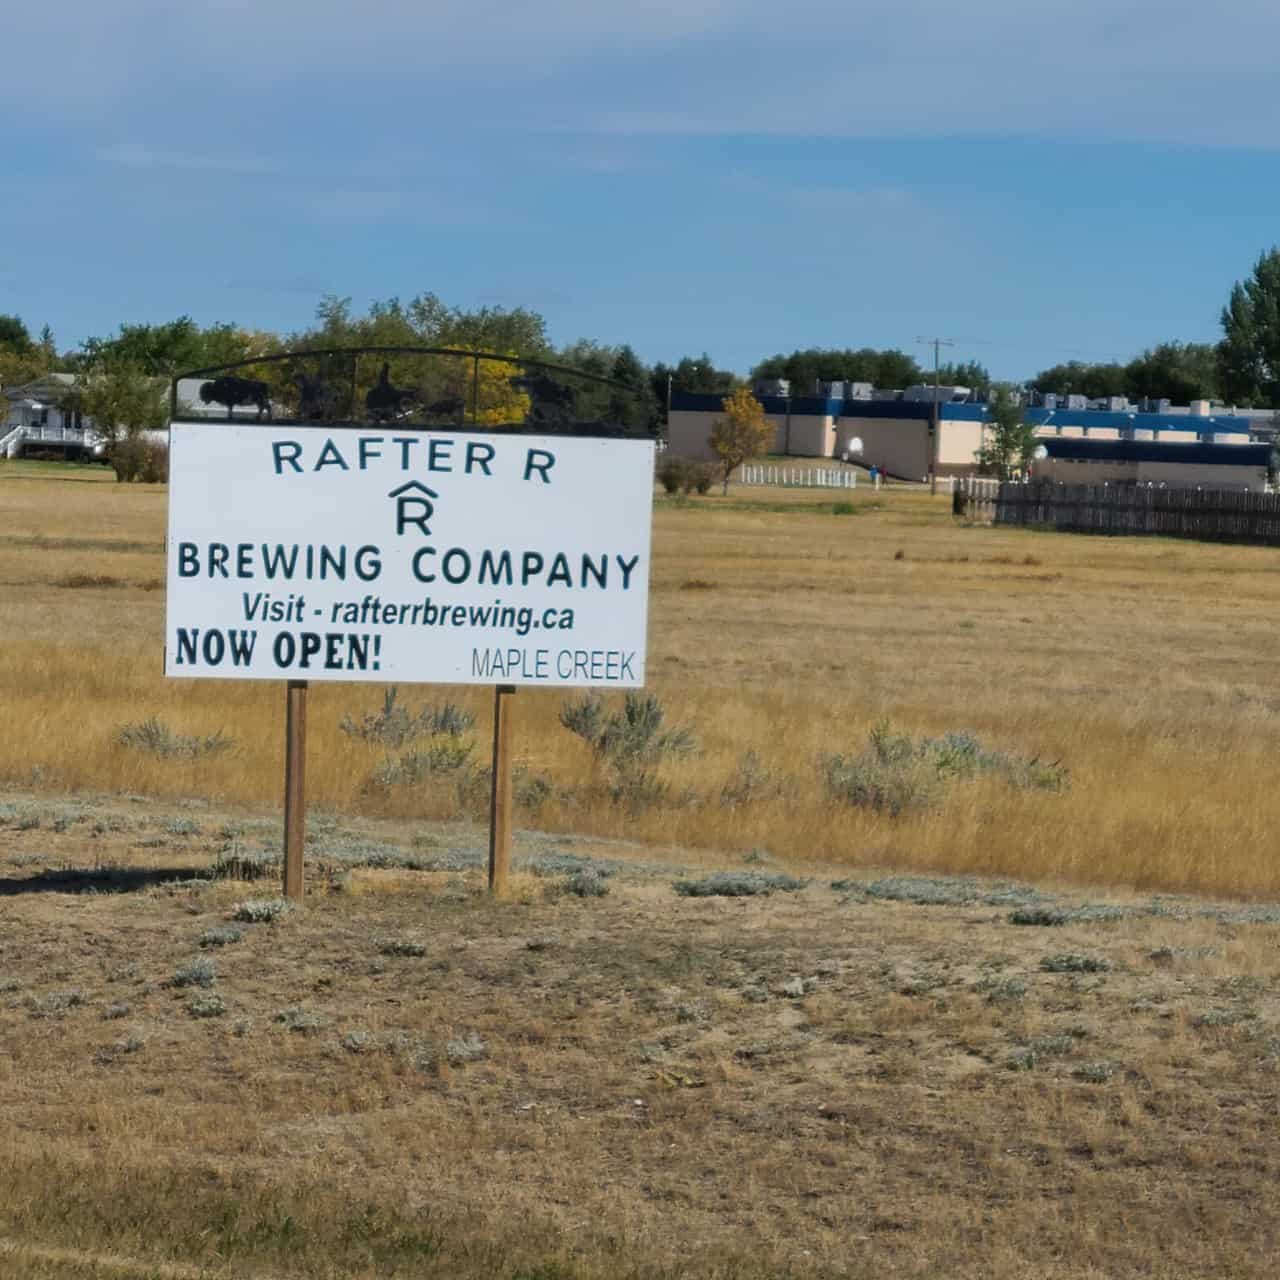 RAFTER R
R
BREWING COMPANY
Visit - rafterrbrewing.ca
NOW OPEN! MAPLE CREEK